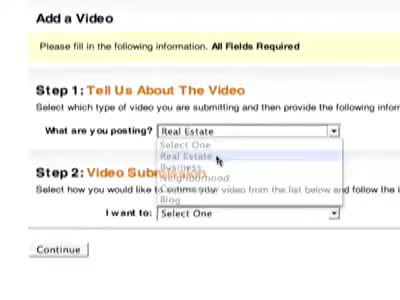 Add a Video
Please fill in the following information. All Fields Required
Step 1: Tell Us About The Video
Select which type of video you are submitting and then provide the following infor
What are you posting? Real Estate
Select One
Real Estate
Business
Neighborhood
Step 2: Video Submission
Select how you would like to submit your video from the list below and follow the i
Blog
I want to: Select One
Continue